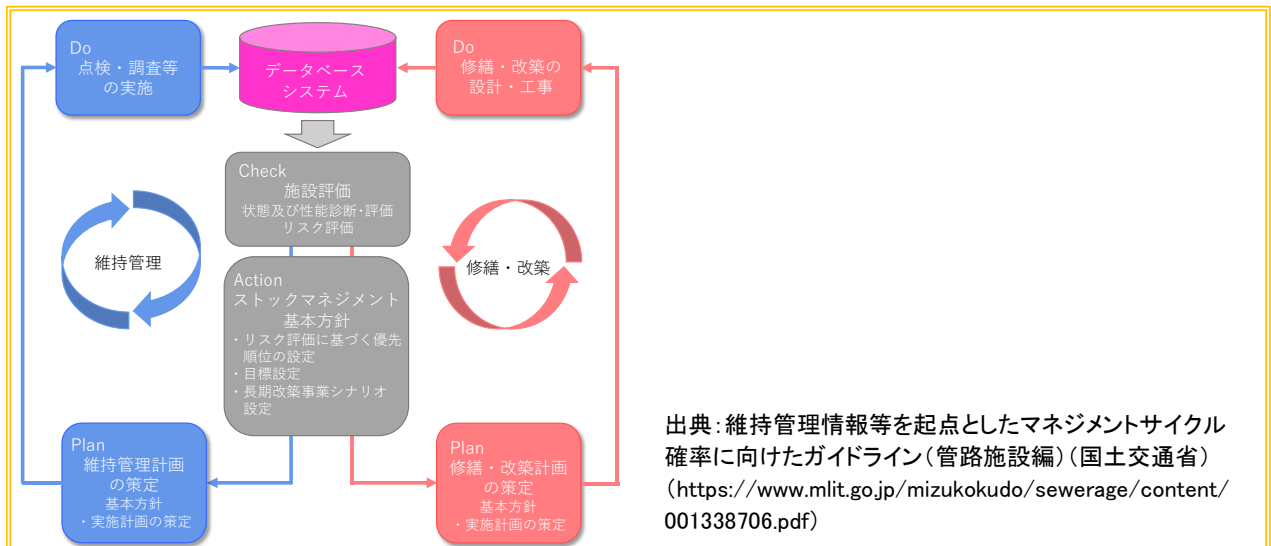 Do
点検・調査等
の実施
データベース
システム
Do
修繕・改築の
設計・工事
Check
施設評価
状態及び性能診断・評価
リスク評価
維持管理
修繕・改築
Action
ストックマネジメント
基本方針
・リスク評価に基づく優先
順位の設定
・目標設定
・長期改築事業シナリオ
設定
Plan
維持管理計画
の策定
基本方針
・実施計画の策定
Plan
修繕・改築計画
の策定
基本方針
・実施計画の策定
出典：維持管理情報等を起点としたマネジメントサイクル
確率に向けたガイドライン（管路施設編）（国土交通省）
（https://www.mlit.go.jp/mizukokudo/sewerage/content/
001338706.pdf）